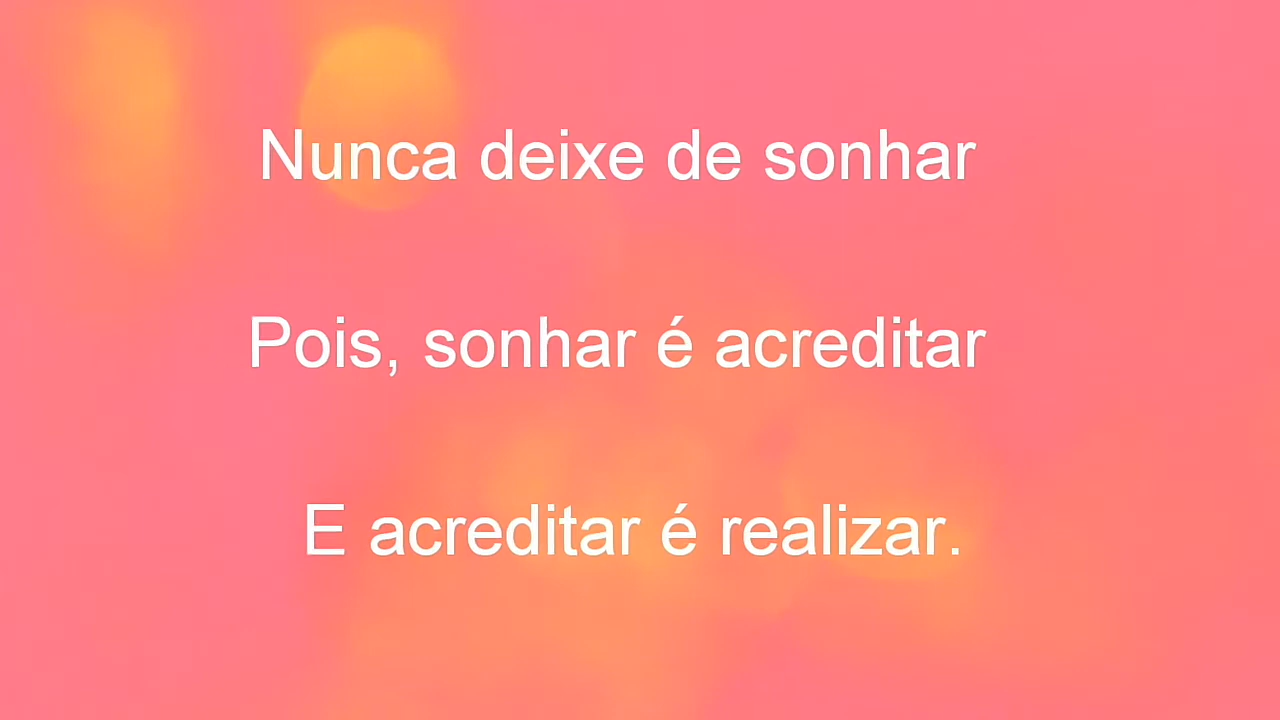 Nunca deixe de sonhar
Pois, sonhar é acreditar
E acreditar é realizar.